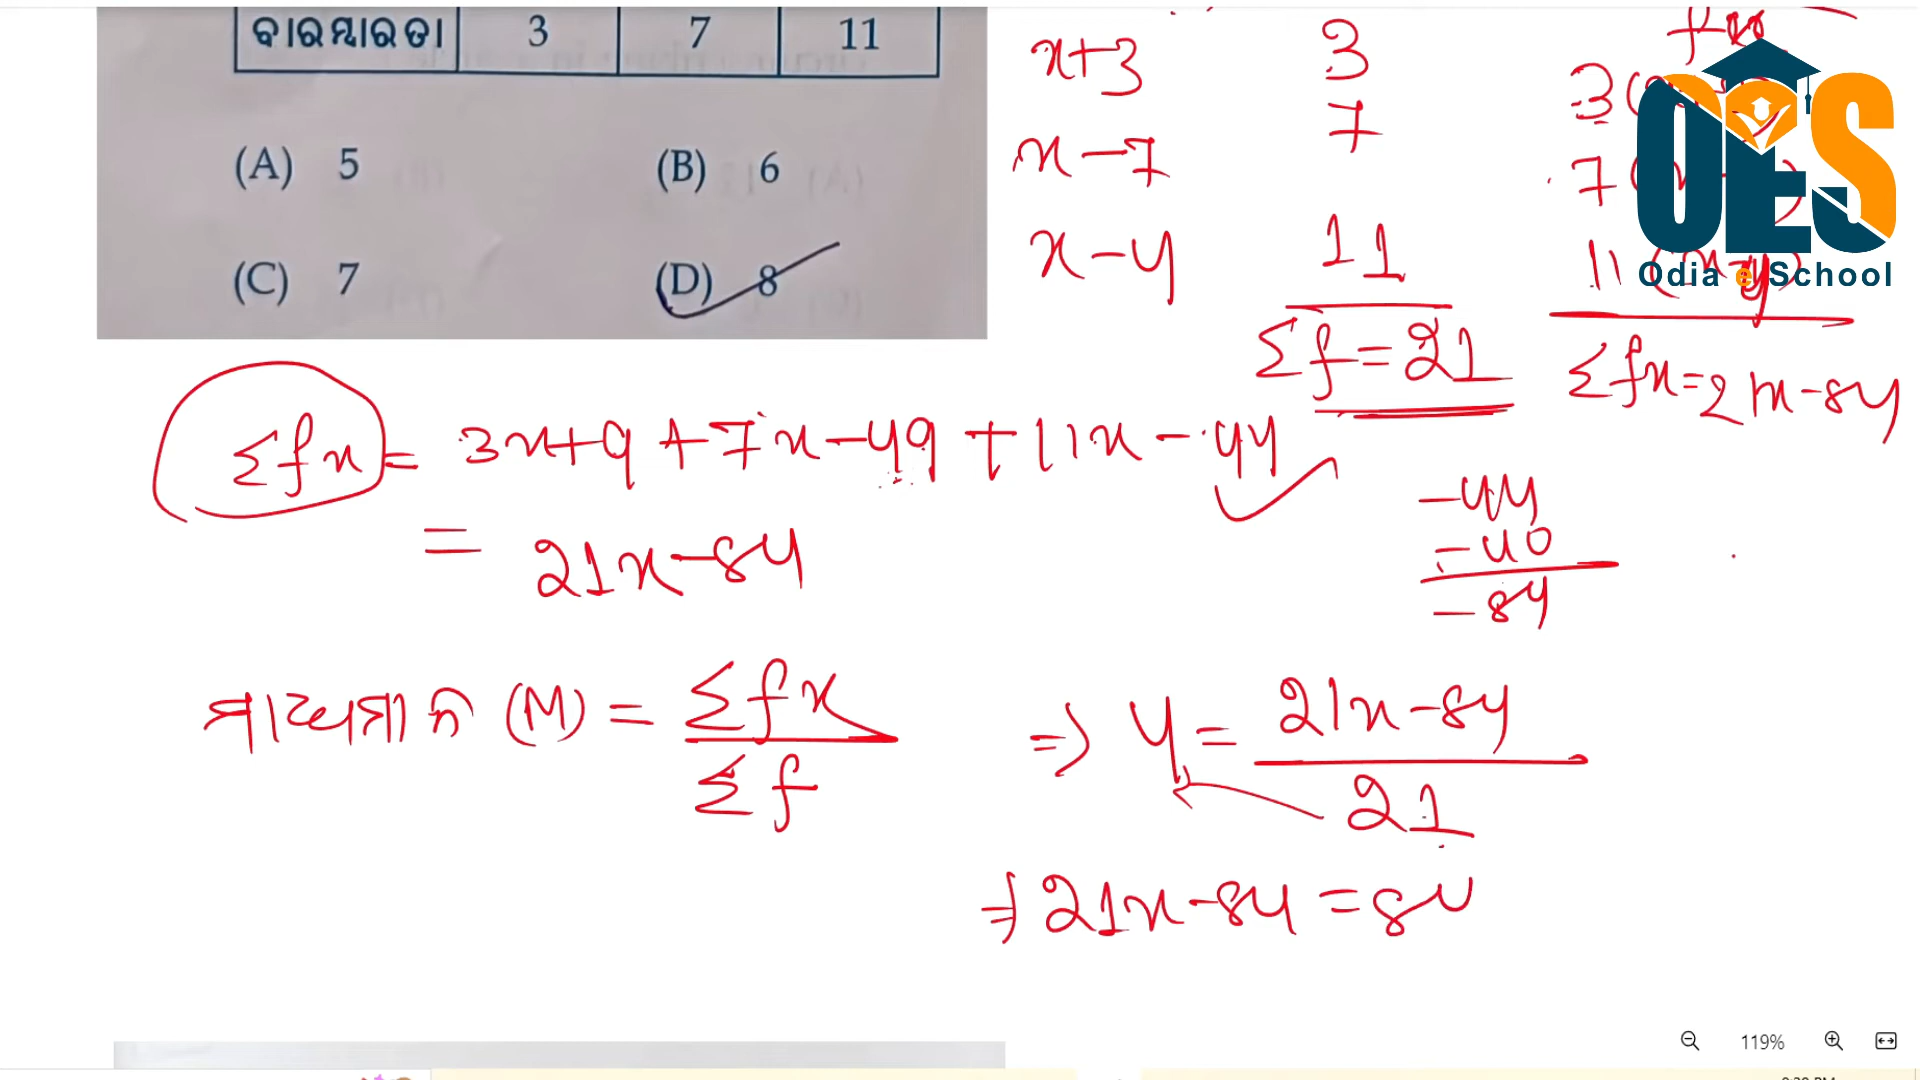 ବାରମ୍ବାରତା 3 7 11
(A) 5 (B) 6
(C) 7 (D) 8
x+3 3
x-7 7
x-4 11
Σf=21
Σfx=21x-84
Σfx= 3x+9+7x-49+11x-44
= 21x-84
-44
-40
-84
ମାଧ୍ୟମାନ (M) = Σfx / Σf
⇒ 4 = 21x-84 / 21
⇒ 21x-84 = 84
OES
Odia e School
119%